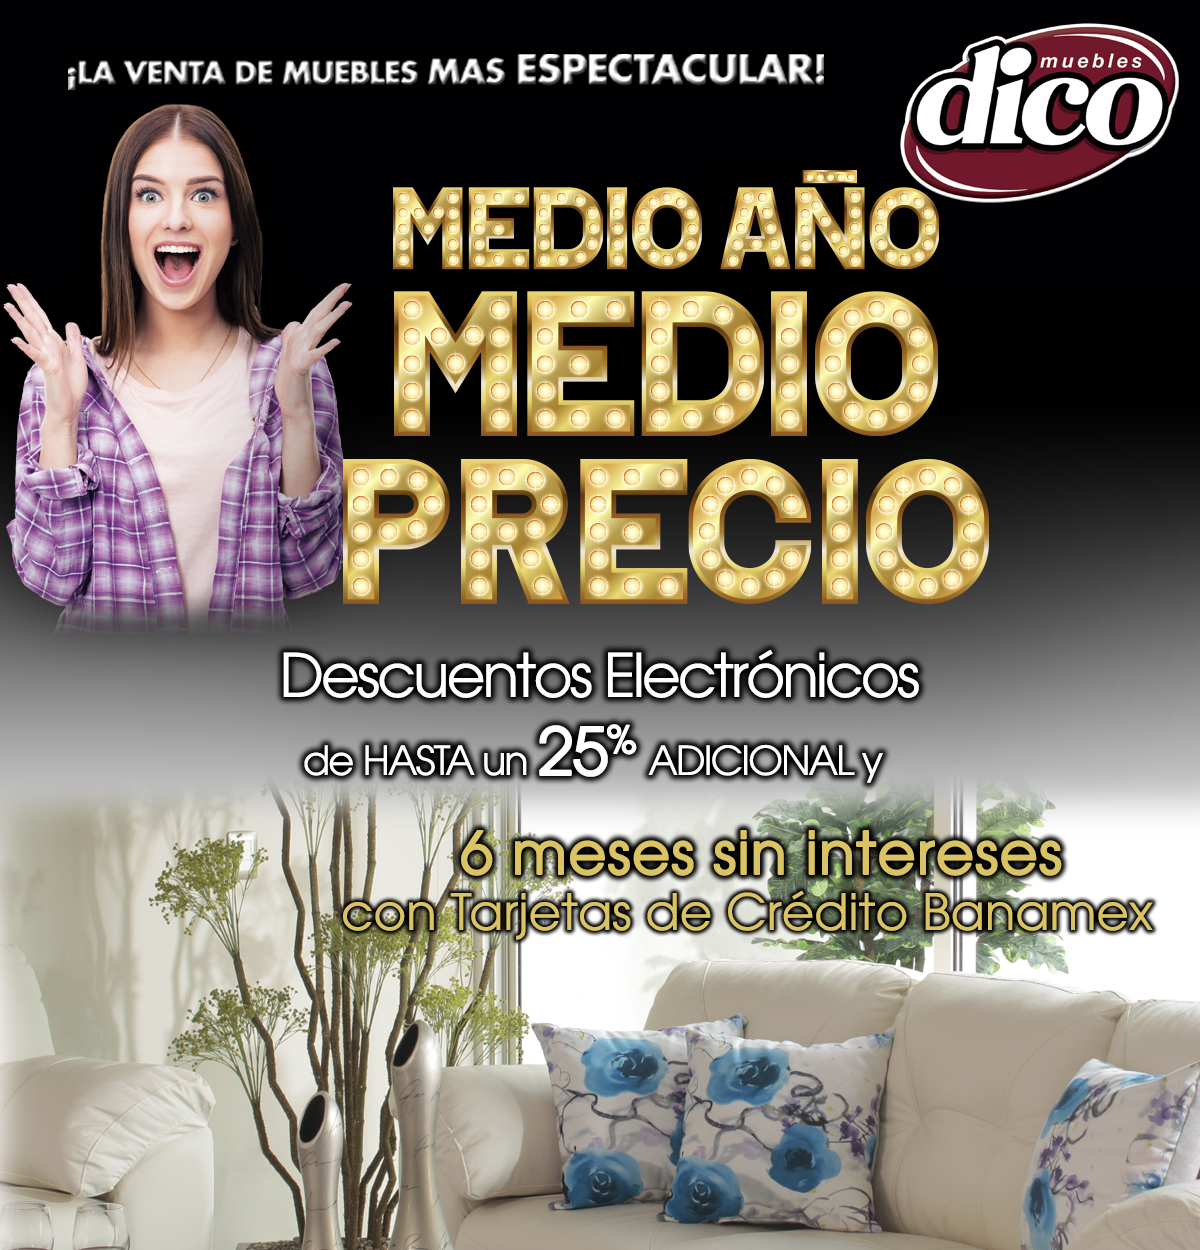 ¡LA VENTA DE MUEBLES MAS ESPECTACULAR!
muebles
dico
MEDIO AÑO
MEDIO
PRECIO
Descuentos Electrónicos
de HASTA un 25% ADICIONAL y
6 meses sin intereses
con Tarjetas de Crédito Banamex